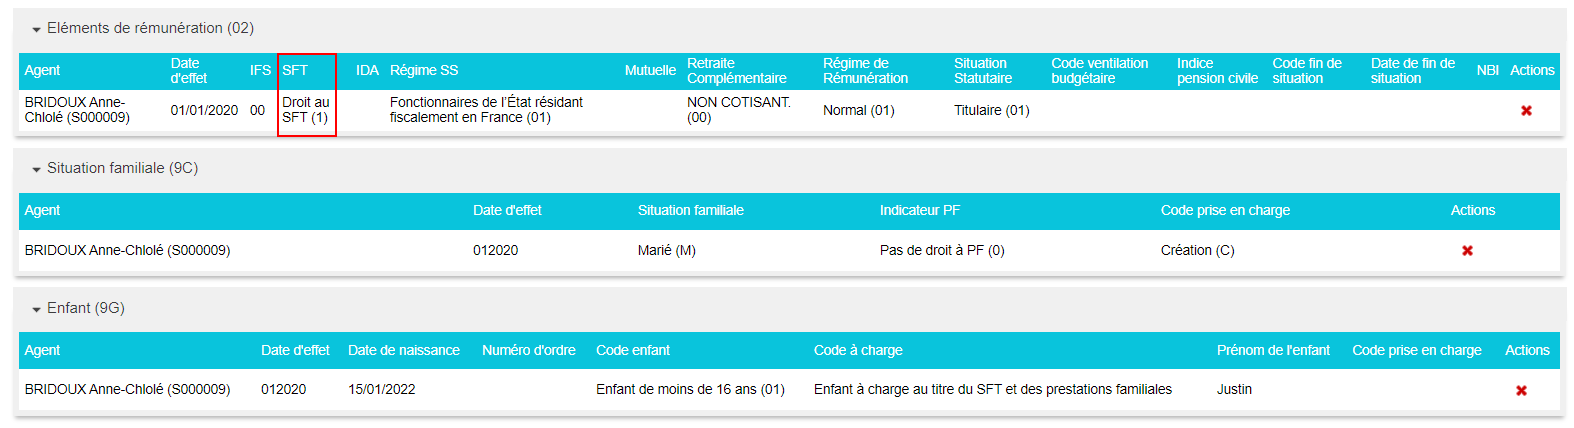 Eléments de rémunération (02)
Agent Date d'effet IFS SFT IDA Régime SS Mutuelle Retraite Complémentaire Régime de Rémunération Situation Statutaire Code ventilation budgétaire Indice pension civile Code fin de situation Date de fin de situation NBI Actions
BRIDOUX Anne-Chlolé (S000009) 01/01/2020 00 Droit au SFT (1) Fonctionnaires de l'État résidant fiscalement en France (01) NON COTISANT. (00) Normal (01) Titulaire (01)
Situation familiale (9C)
Agent Date d'effet Situation familiale Indicateur PF Code prise en charge Actions
BRIDOUX Anne-Chlolé (S000009) 012020 Marié (M) Pas de droit à PF (0) Création (C)
Enfant (9G)
Agent Date d'effet Date de naissance Numéro d'ordre Code enfant Code à charge Prénom de l'enfant Code prise en charge Actions
BRIDOUX Anne-Chlolé (S000009) 012020 15/01/2022 Enfant de moins de 16 ans (01) Enfant à charge au titre du SFT et des prestations familiales Justin